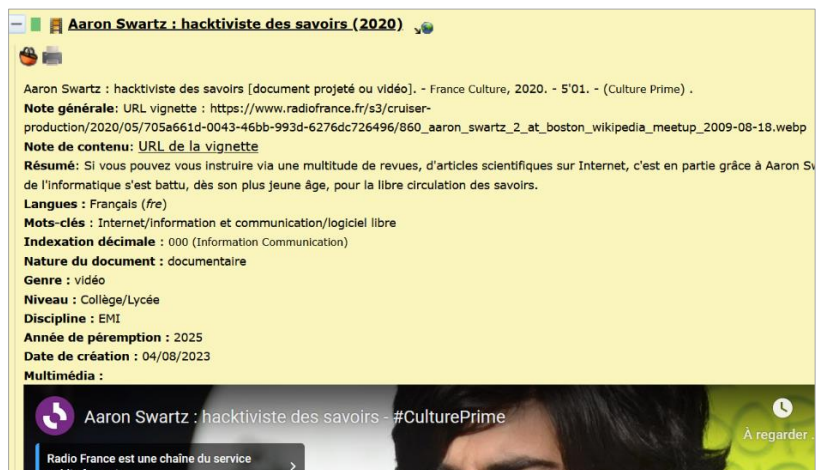 Aaron Swartz : hacktiviste des savoirs (2020)
Aaron Swartz : hacktiviste des savoirs [document projeté ou vidéo]. - France Culture, 2020. - 5'01. - (Culture Prime) .
Note générale: URL vignette : https://www.radiofrance.fr/s3/cruiser-
production/2020/05/705a661d-0043-46bb-993d-6276dc726496/860_aaron_swartz_2_at_boston_wikipedia_meetup_2009-08-18.webp
Note de contenu: URL de la vignette
Résumé: Si vous pouvez vous instruire via une multitude de revues, d'articles scientifiques sur Internet, c'est en partie grâce à Aaron
de l'informatique s'est battu, dès son plus jeune âge, pour la libre circulation des savoirs.
Langues : Français (fre)
Mots-clés : Internet/information et communication/logiciel libre
Indexation décimale : 000 (Information Communication)
Nature du document : documentaire
Genre : vidéo
Niveau : Collège/Lycée
Discipline : EMI
Année de péremption : 2025
Date de création : 04/08/2023
Multimédia :
Aaron Swartz : hacktiviste des savoirs - #CulturePrime
À regarder
Radio France est une chaîne du service